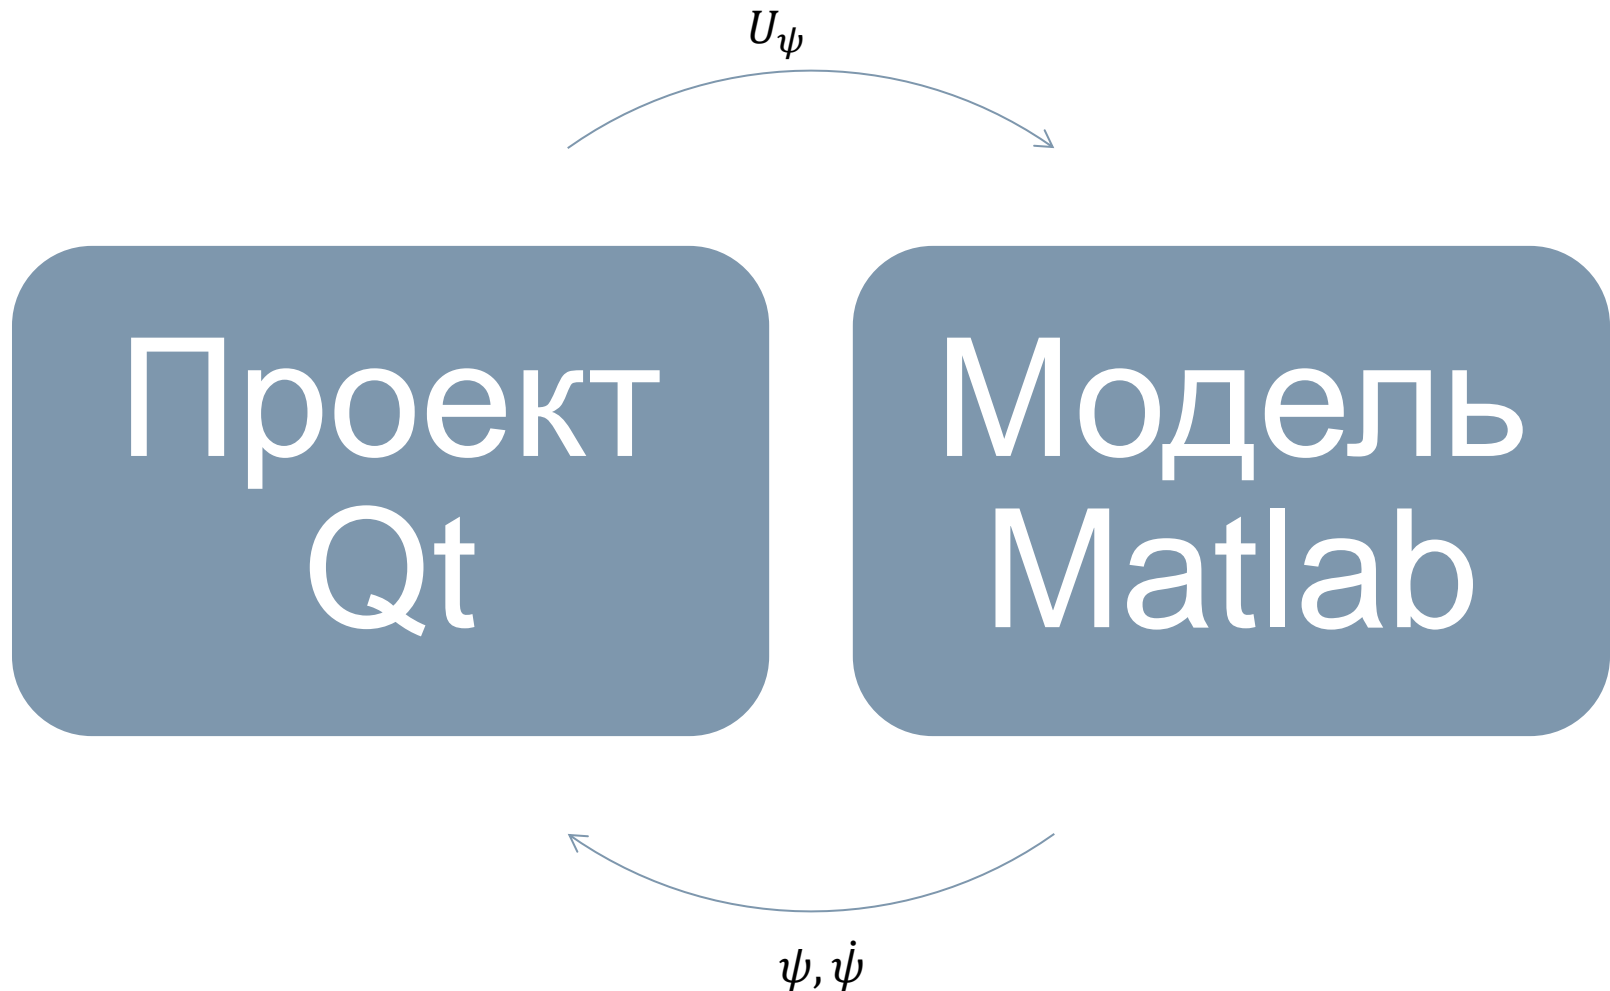 U_ψ
Проект
Qt
Модель
Matlab
ψ, ψ̇